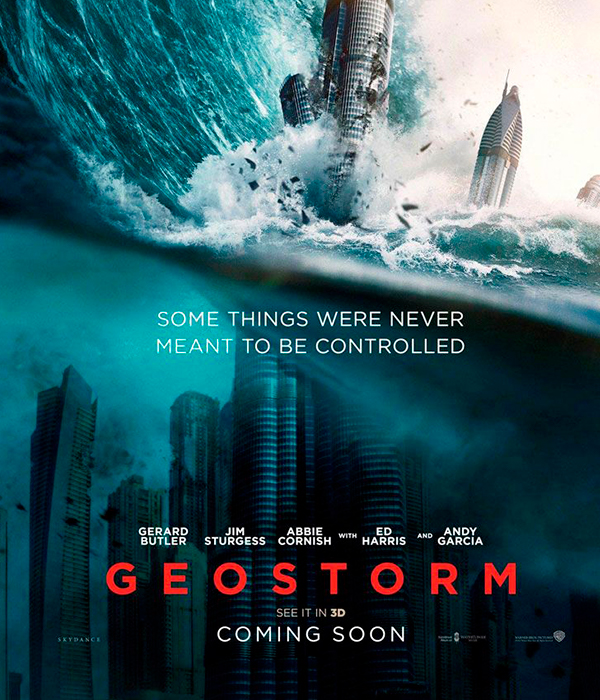 SOME THINGS WERE NEVER
MEANT TO BE CONTROLLED
GERARD BUTLER JIM STURGESS ABBIE CORNISH WITH ED HARRIS AND ANDY GARCIA
GEOSTORM
SEE IT IN 3D
COMING SOON
SKYDANCE